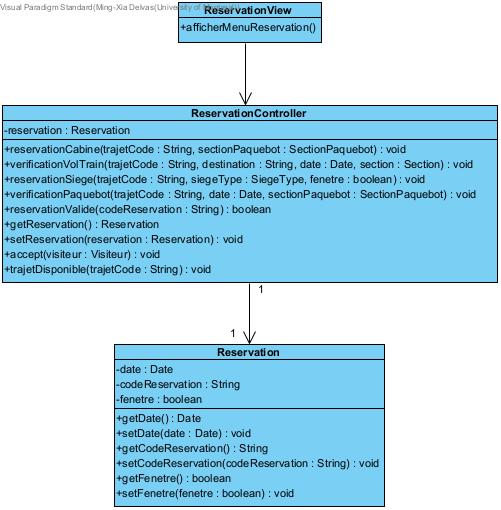 Visual Paradigm Standard(Ming-Xia Delvas(University of
ReservationView
+afficherMenuReservation()
ReservationController
-reservation : Reservation
+reservationCabine(trajetCode : String, sectionPaquebot : SectionPaquebot) : void
+verificationVolTrain(trajetCode : String, destination : String, date : Date, section : Section) : void
+reservationSiege(trajetCode : String, siegeType : SiegeType, fenetre : boolean) : void
+verificationPaquebot(trajetCode : String, date : Date, sectionPaquebot : SectionPaquebot) : void
+reservationValide(codeReservation : String) : boolean
+getReservation() : Reservation
+setReservation(reservation : Reservation) : void
+accept(visiteur : Visiteur) : void
+trajetDisponible(trajetCode : String) : void
1
1
Reservation
-date : Date
-codeReservation : String
-fenetre : boolean
+getDate() : Date
+setDate(date : Date) : void
+getCodeReservation() : String
+setCodeReservation(codeReservation : String) : void
+getFenetre() : boolean
+setFenetre(fenetre : boolean) : void